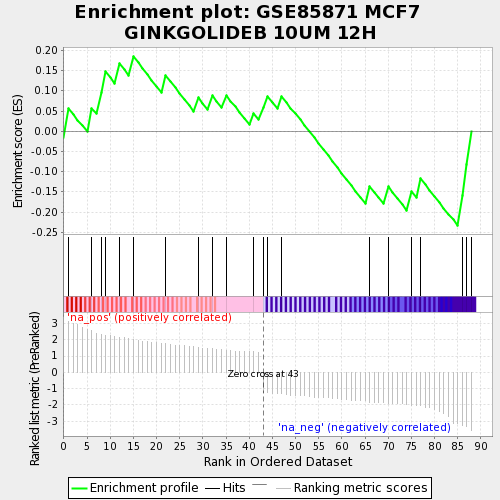 Enrichment plot: GSE85871 MCF7
GINKGOLIDEB 10UM 12H
Enrichment score (ES)
0.20
0.15
0.10
0.05
0.00
-0.05
-0.10
-0.15
-0.20
-0.25
'na_pos' (positively correlated)
Ranked list metric (PreRanked)
3
2
1
0
-1
-2
-3
Zero cross at 43
'na_neg' (negatively correlated)
0 5 10 15 20 25 30 35 40 45 50 55 60 65 70 75 80 85 90
Rank in Ordered Dataset
Enrichment profile Hits Ranking metric scores